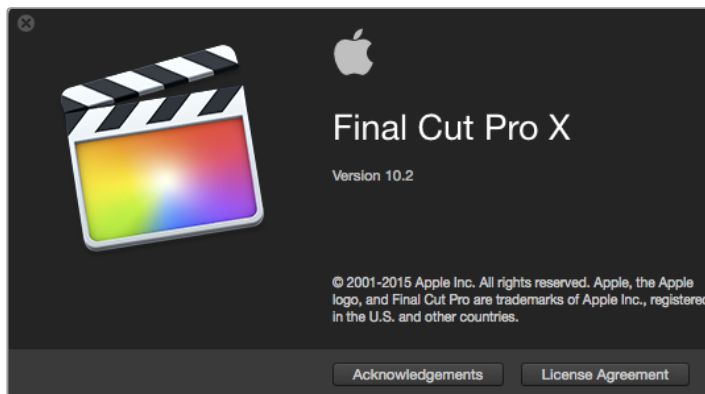 Final Cut Pro X
Version 10.2
© 2001-2015 Apple Inc. All rights reserved. Apple, the Apple
logo, and Final Cut Pro are trademarks of Apple Inc., registered
in the U.S. and other countries.
Acknowledgements
License Agreement